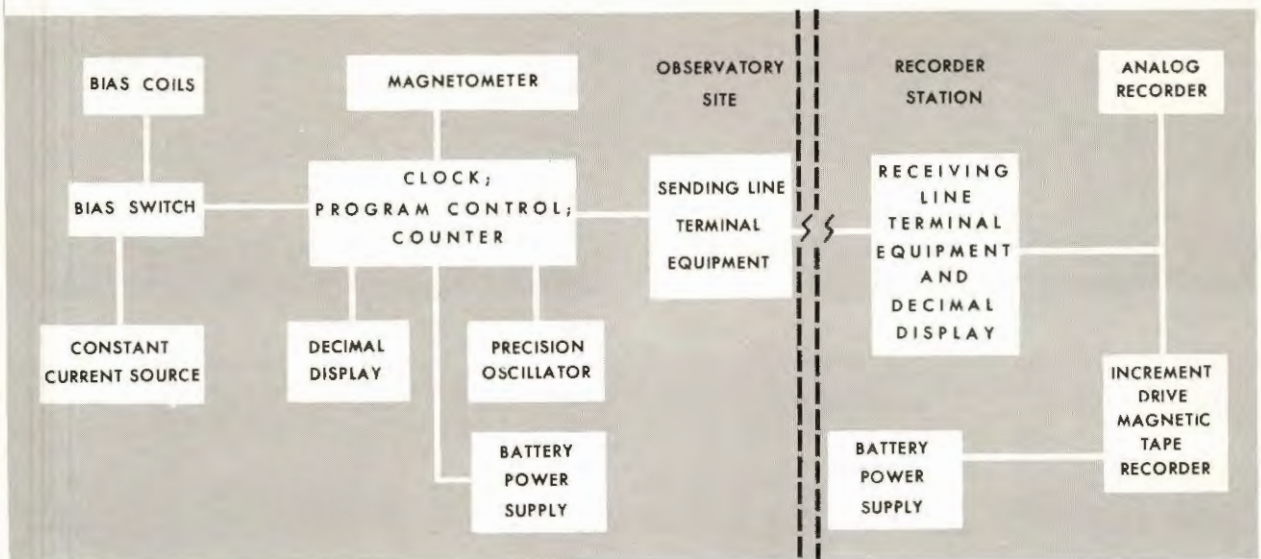 BIAS COILS
MAGNETOMETER
OBSERVATORY
SITE
RECORDER
STATION
ANALOG
RECORDER
BIAS SWITCH
CLOCK;
PROGRAM CONTROL;
COUNTER
SENDING LINE
TERMINAL
EQUIPMENT
RECEIVING
LINE
TERMINAL
EQUIPMENT
AND
DECIMAL
DISPLAY
CONSTANT
CURRENT SOURCE
DECIMAL
DISPLAY
PRECISION
OSCILLATOR
INCREMENT
DRIVE
MAGNETIC
TAPE
RECORDER
BATTERY
POWER
SUPPLY
BATTERY
POWER
SUPPLY